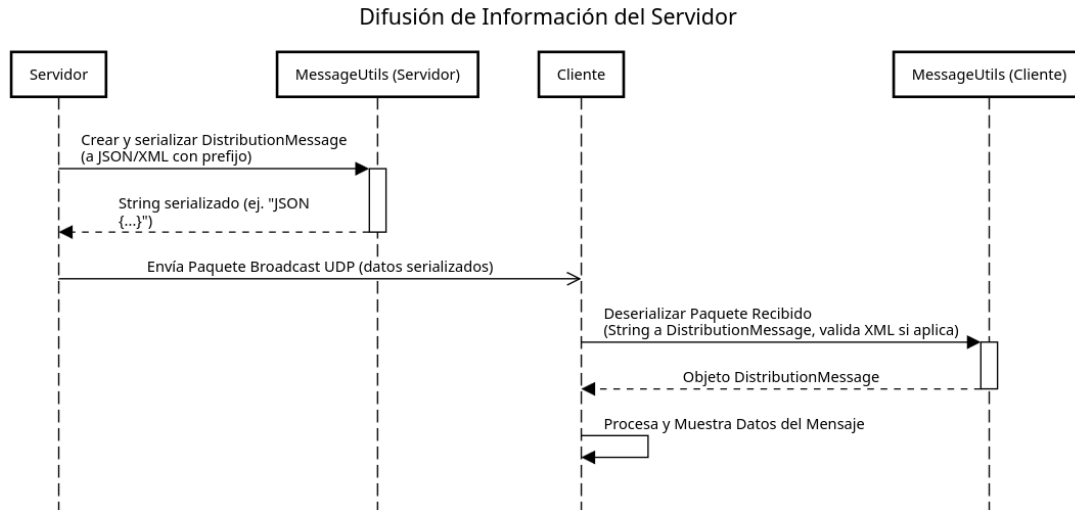 Difusión de Información del Servidor
Servidor
MessageUtils (Servidor)
Cliente
MessageUtils (Cliente)
Crear y serializar DistributionMessage
(a JSON/XML con prefijo)
String serializado (ej. "JSON
{...}")
Envía Paquete Broadcast UDP (datos serializados)
Deserializar Paquete Recibido
(String a DistributionMessage, valida XML si aplica)
Objeto DistributionMessage
Procesa y Muestra Datos del Mensaje